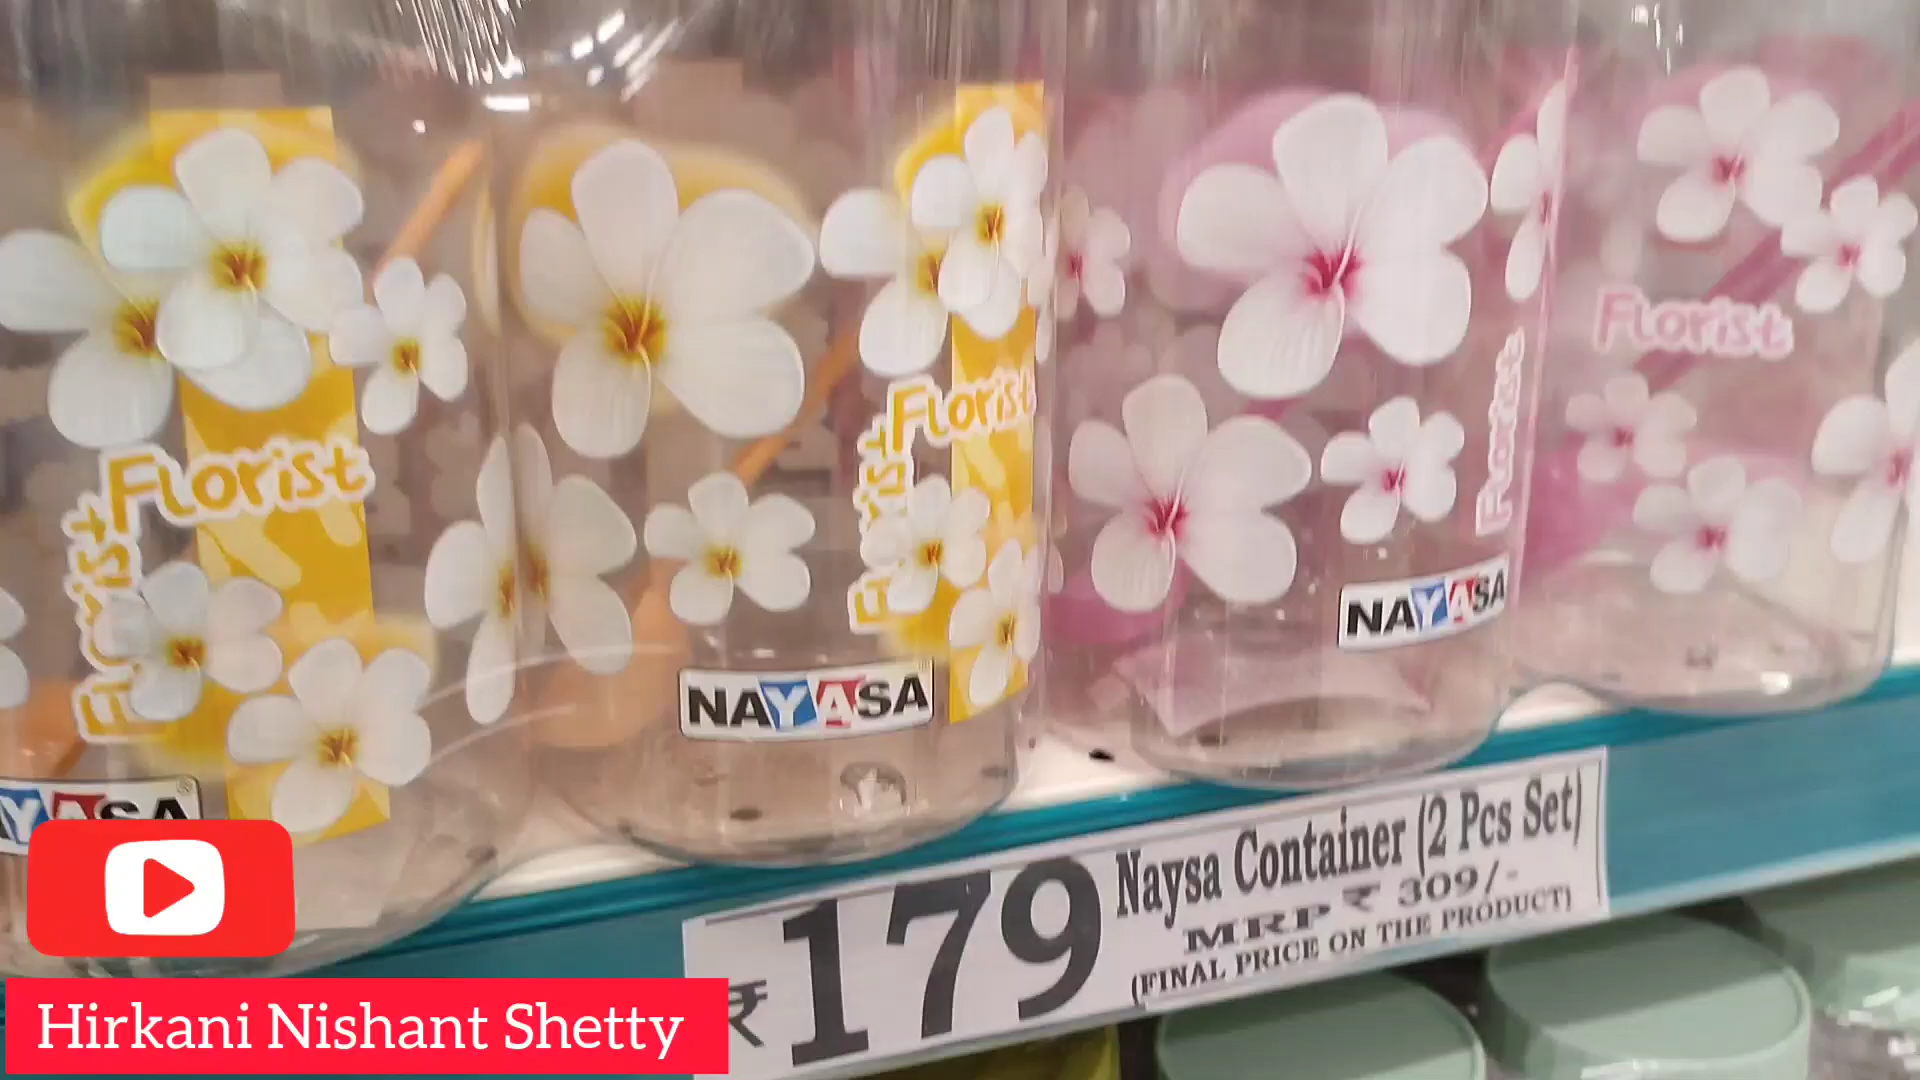 Florist
Florist
Florist
Florist
Florist
NAYASA
NAYASA
Naysa Container (2 Pcs Set)
₹179
MRP ₹ 309/-
(FINAL PRICE ON THE PRODUCT)
Hirkani Nishant Shetty